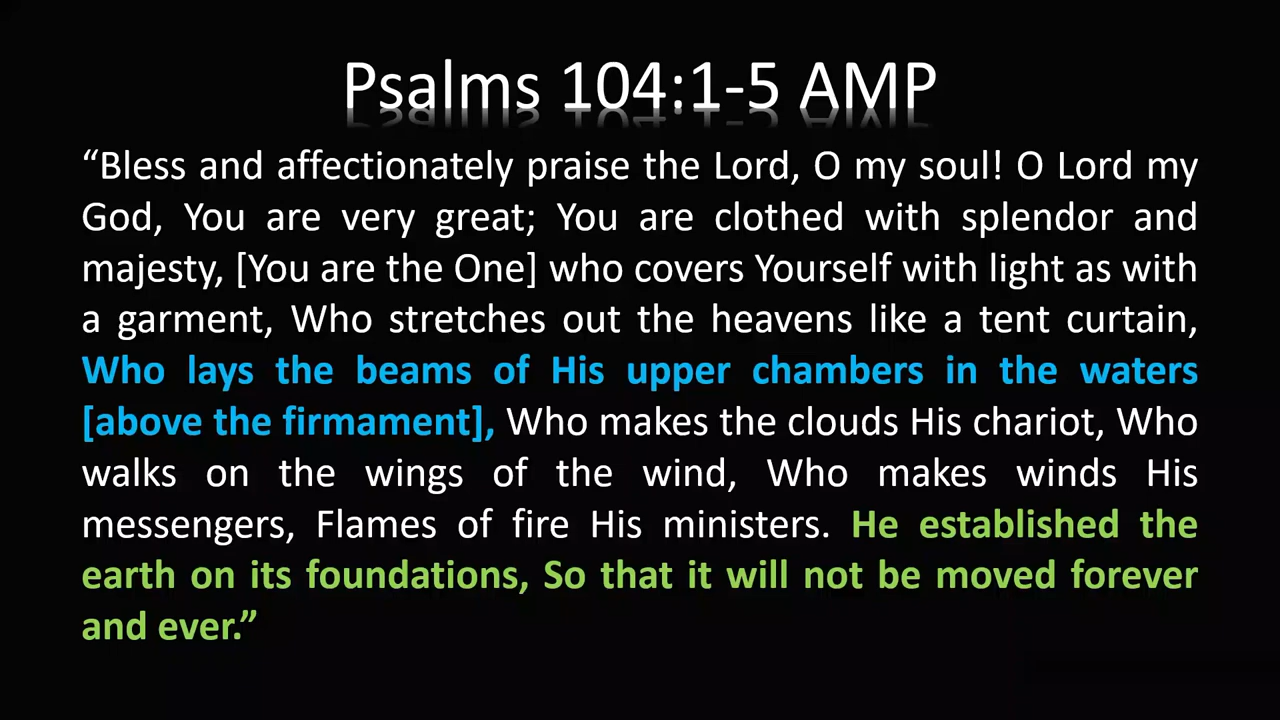 Psalms 104:1-5 AMP
“Bless and affectionately praise the Lord, O my soul! O Lord my
God, You are very great; You are clothed with splendor and
majesty, [You are the One] who covers Yourself with light as with
a garment, Who stretches out the heavens like a tent curtain,
Who lays the beams of His upper chambers in the waters
[above the firmament], Who makes the clouds His chariot, Who
walks on the wings of the wind, Who makes winds His
messengers, Flames of fire His ministers. He established the
earth on its foundations, So that it will not be moved forever
and ever.”